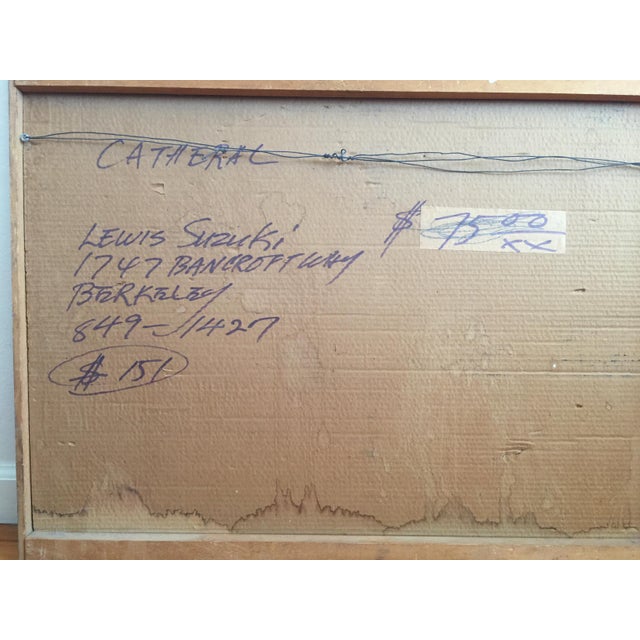 CATHERAL
LEWIS SUZUKI
1747 BANCROFT WAY
BERKELEY
849-1427
$ 151
$ 75 00/XX